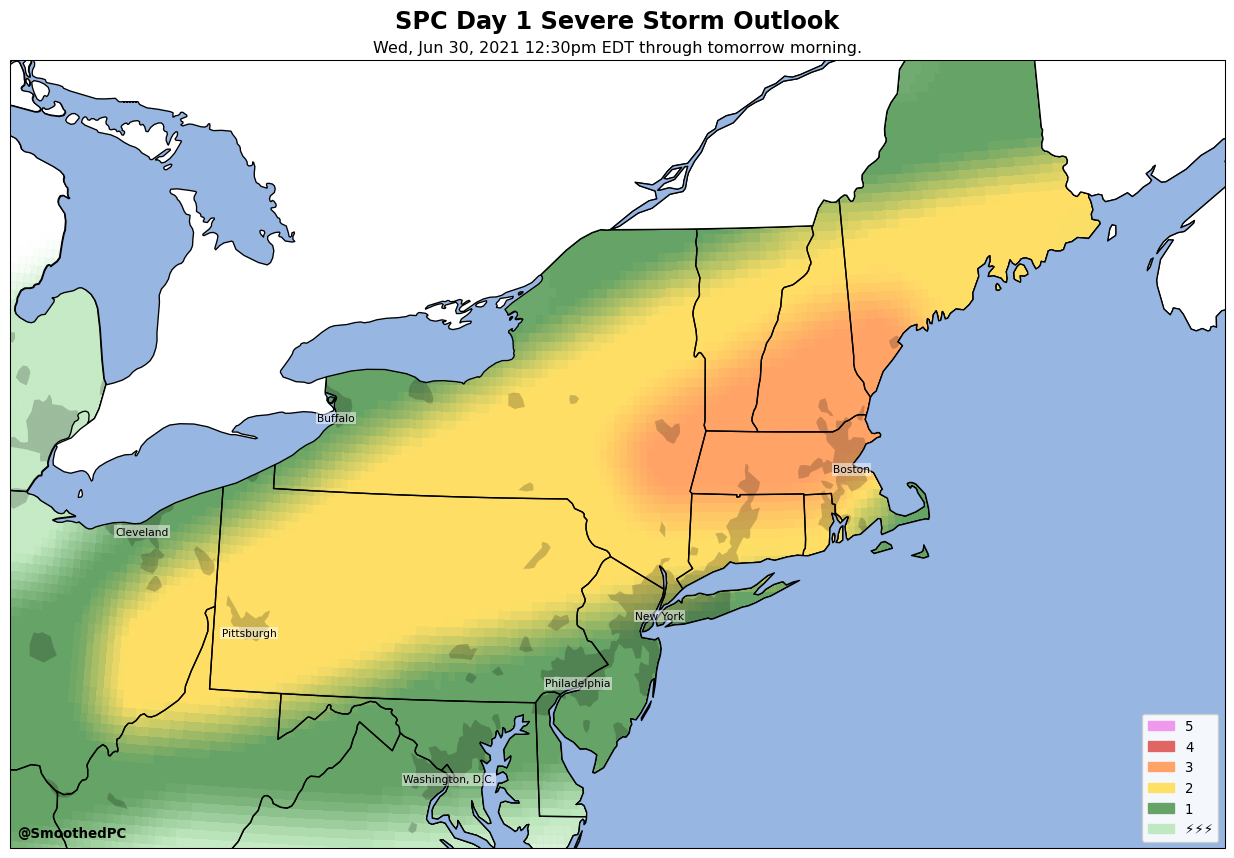 SPC Day 1 Severe Storm Outlook
Wed, Jun 30, 2021 12:30pm EDT through tomorrow morning.
Buffalo
Boston
Cleveland
New York
Pittsburgh
Philadelphia
Washington, D.C.
5
4
3
2
1
⚡⚡⚡
@SmoothedPC